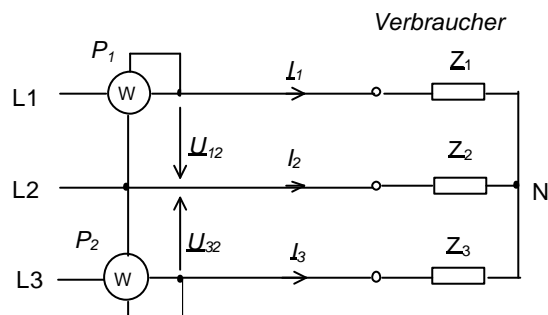 Verbraucher
P1 I1 Z1
L1 W
U12
I2 Z2
L2 N
U32
P2 I3 Z3
L3 W